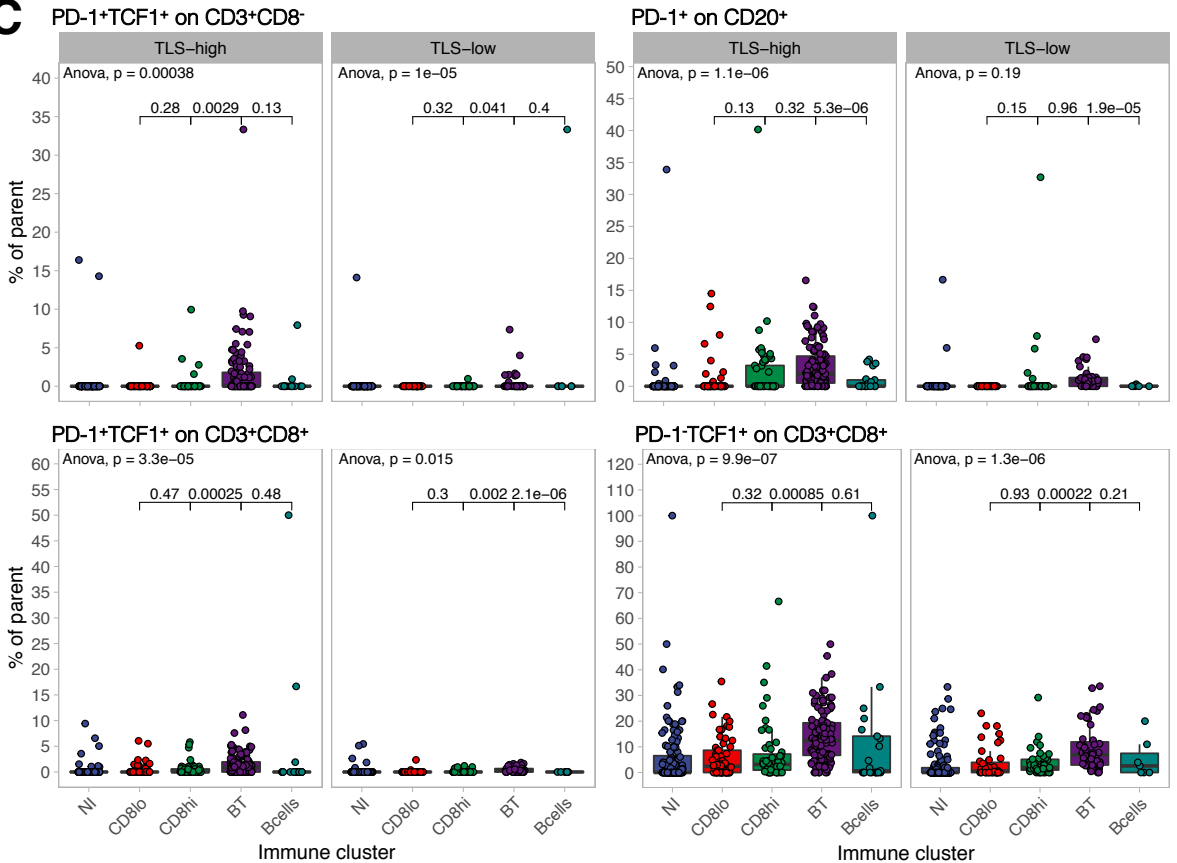 C
PD-1⁺TCF1⁺ on CD3⁺CD8⁻
TLS−high
TLS−low
Anova, p = 0.00038
Anova, p = 1e−05
0.28 0.0029 0.13
0.32 0.041 0.4
40
35
30
25
20
15
10
5
0
% of parent
PD-1⁺ on CD20⁺
TLS−high
TLS−low
Anova, p = 1.1e−06
Anova, p = 0.19
0.13 0.32 5.3e−06
0.15 0.96 1.9e−05
50
45
40
35
30
25
20
15
10
5
0
PD-1⁺TCF1⁺ on CD3⁺CD8⁺
Anova, p = 3.3e−05
Anova, p = 0.015
0.47 0.00025 0.48
0.3 0.002 2.1e−06
60
55
50
45
40
35
30
25
20
15
10
5
0
% of parent
NI CD8lo CD8hi BT Bcells
NI CD8lo CD8hi BT Bcells
Immune cluster
PD-1⁻TCF1⁺ on CD3⁺CD8⁺
Anova, p = 9.9e−07
Anova, p = 1.3e−06
0.32 0.00085 0.61
0.93 0.00022 0.21
120
110
100
90
80
70
60
50
40
30
20
10
0
NI CD8lo CD8hi BT Bcells
NI CD8lo CD8hi BT Bcells
Immune cluster